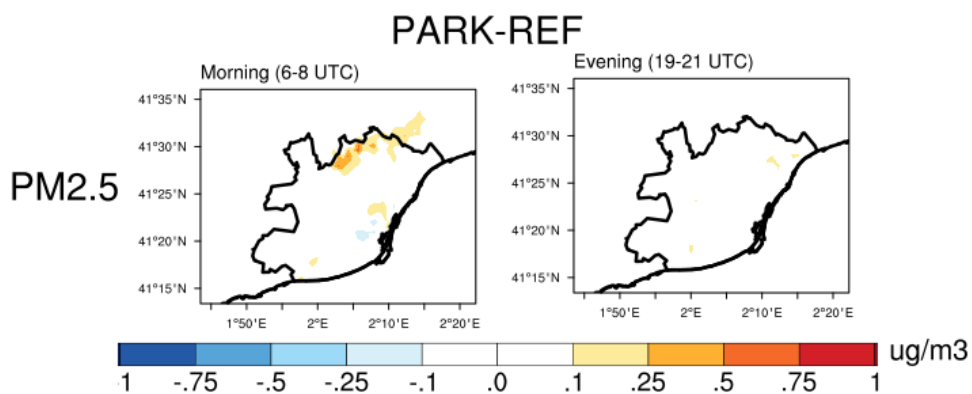 PARK-REF
Morning (6-8 UTC)
Evening (19-21 UTC)
PM2.5
41°35'N
41°30'N
41°25'N
41°20'N
41°15'N
1°50'E 2°E 2°10'E 2°20'E
41°35'N
41°30'N
41°25'N
41°20'N
41°15'N
1°50'E 2°E 2°10'E 2°20'E
-1 -.75 -.5 -.25 -.1 .0 .1 .25 .5 .75 1
ug/m3